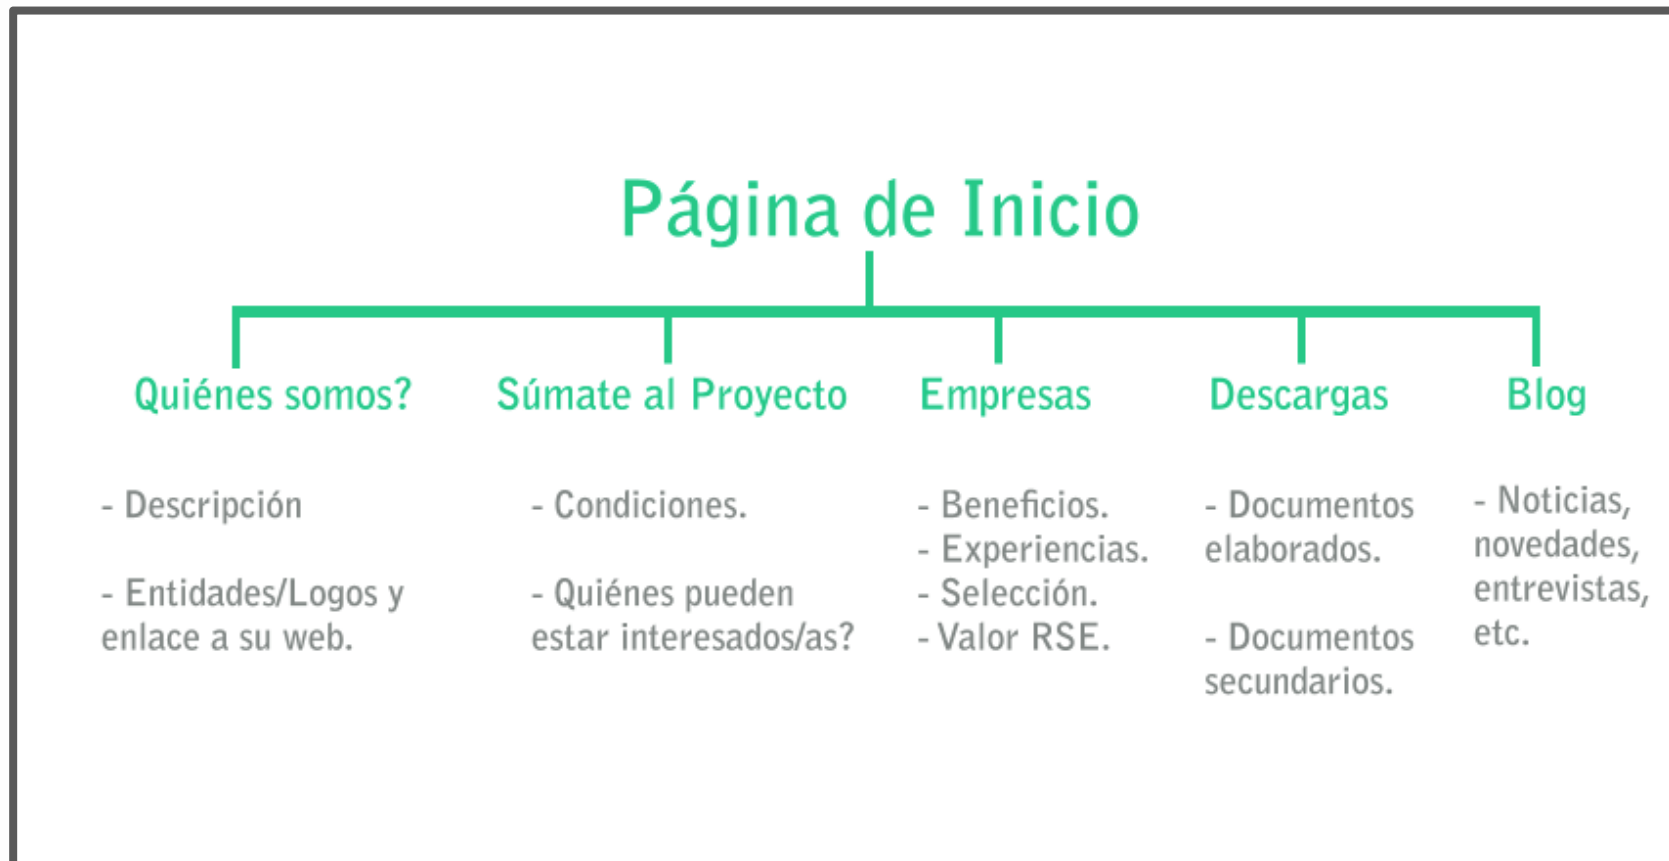 Página de Inicio
Quiénes somos?
- Descripción
- Entidades/Logos y
enlace a su web.
Súmate al Proyecto
- Condiciones.
- Quiénes pueden
estar interesados/as?
Empresas
- Beneficios.
- Experiencias.
- Selección.
- Valor RSE.
Descargas
- Documentos
elaborados.
- Documentos
secundarios.
Blog
- Noticias,
novedades,
entrevistas,
etc.